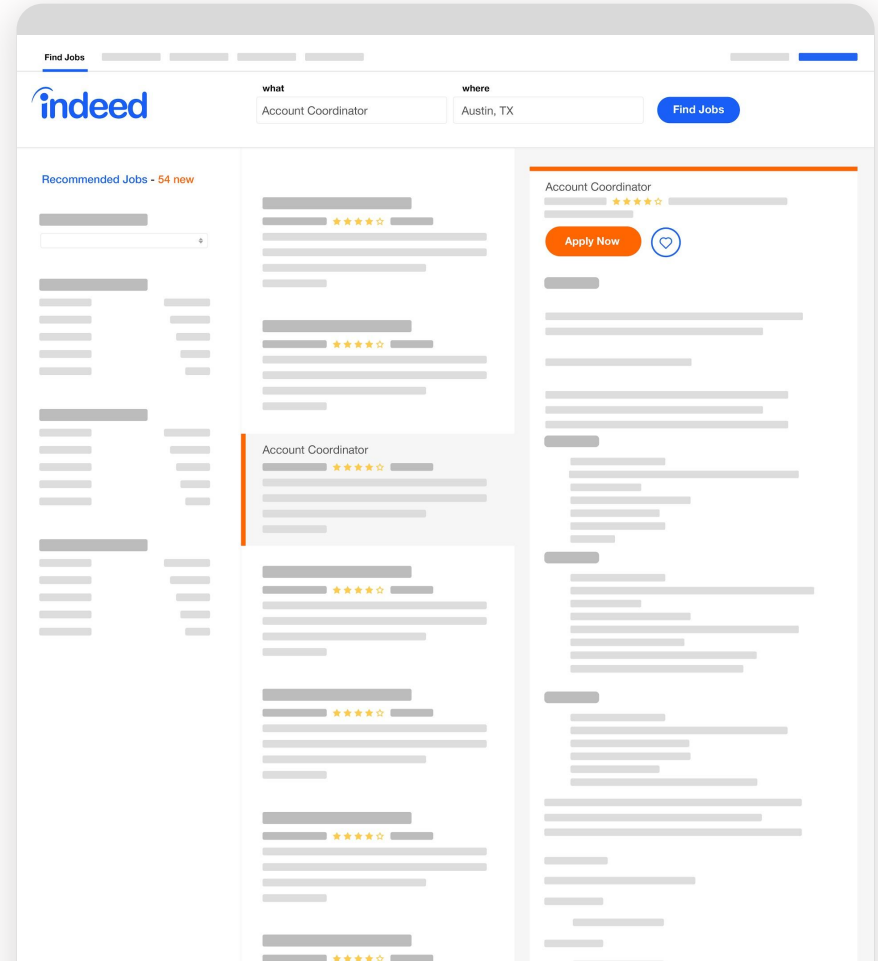 Find Jobs
indeed
what
where
Account Coordinator
Austin, TX
Find Jobs
Recommended Jobs - 54 new
Account Coordinator
Account Coordinator
Apply Now